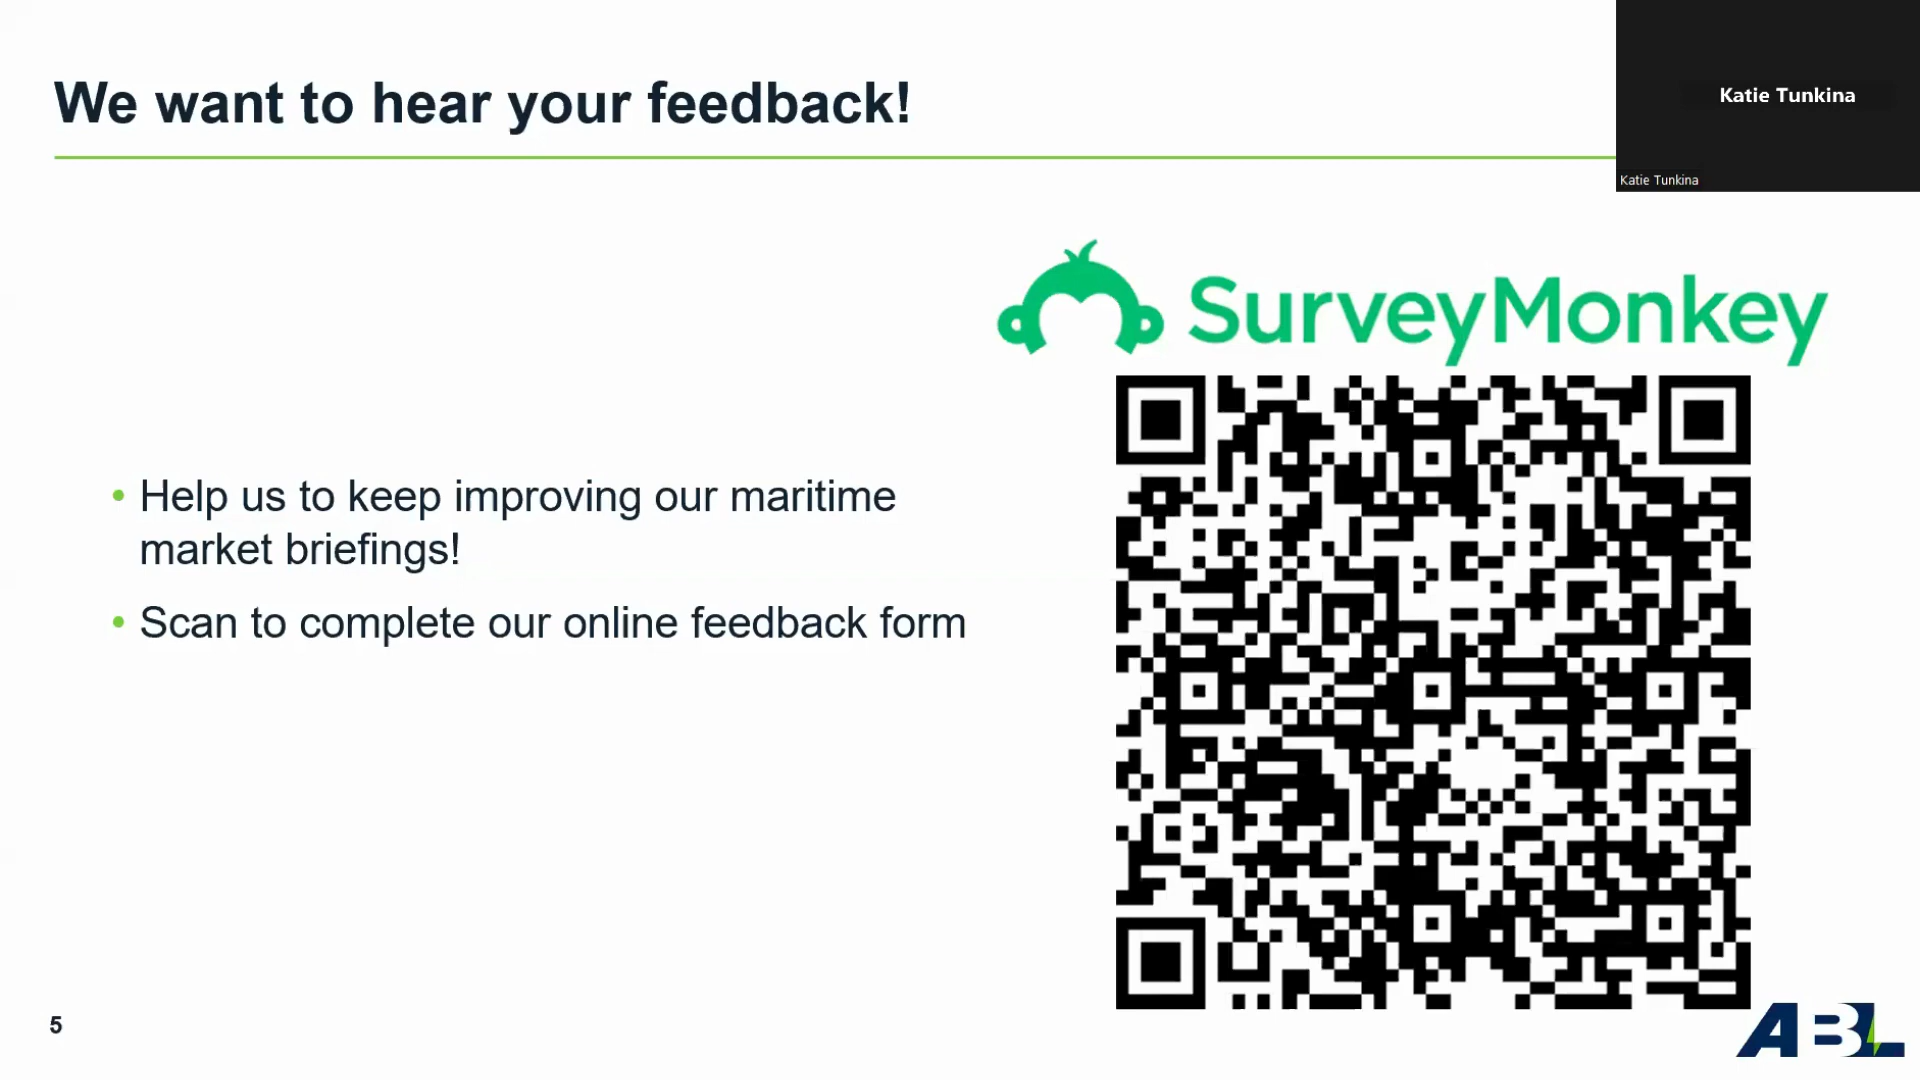 We want to hear your feedback!
Katie Tunkina
Katie Tunkina
SurveyMonkey
• Help us to keep improving our maritime
market briefings!
• Scan to complete our online feedback form
5
ABL